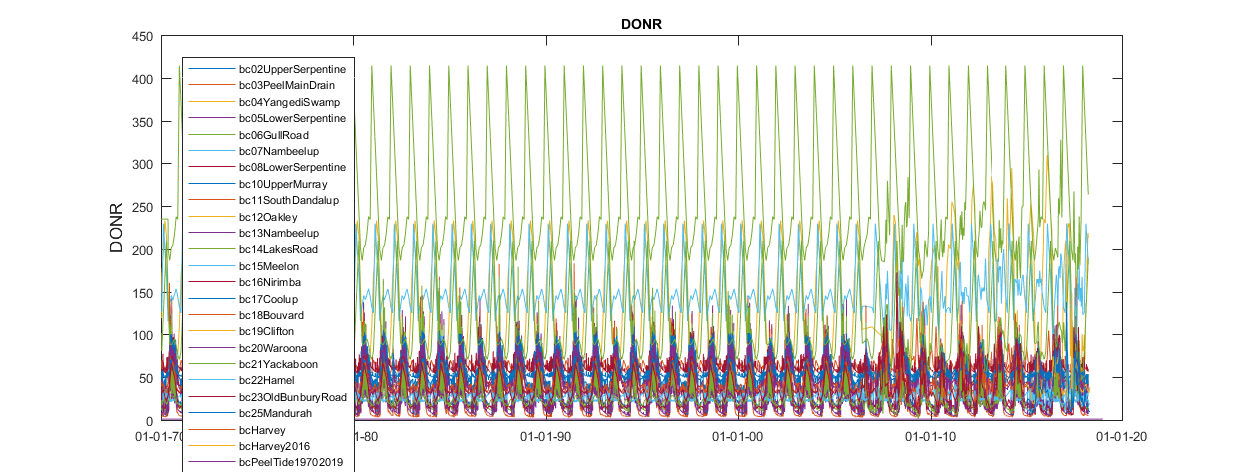 DONR
450
400
350
300
250
200
150
100
50
0
DONR
bc02UpperSerpentine
bc03PeelMainDrain
bc04YangediSwamp
bc05LowerSerpentine
bc06GullRoad
bc07Nambeelup
bc08LowerSerpentine
bc10UpperMurray
bc11SouthDandalup
bc12Oakley
bc13Nambeelup
bc14LakesRoad
bc15Meelon
bc16Nirimba
bc17Coolup
bc18Bouvard
bc19Clifton
bc20Waroona
bc21Yackaboon
bc22Hamel
bc23OldBunburyRoad
bc25Mandurah
bcHarvey
bcHarvey2016
bcPeelTide19702019
01-01-70 1-80 01-01-90 01-01-00 01-01-10 01-01-20